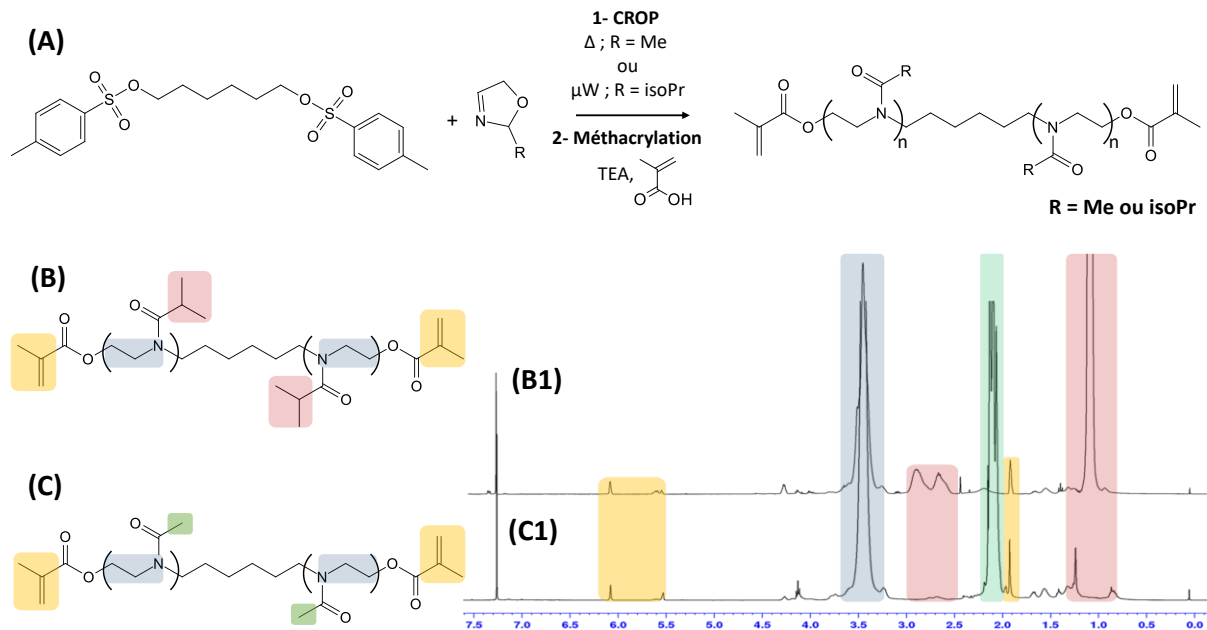 (A)
1- CROP
Δ ; R = Me
ou
µW ; R = isoPr
2- Méthacrylation
TEA,
O
OH
O
O
S
O
O
S
O
O
+
N
O
R
O
O
O
R
N
n
N
n
R
O
O
O
R = Me ou isoPr
(B)
O
O
O
N
N
O
O
O
(B1)
(C)
O
O
O
N
N
O
O
O
(C1)
7.5 7.0 6.5 6.0 5.5 5.0 4.5 4.0 3.5 3.0 2.5 2.0 1.5 1.0 0.5 0.0